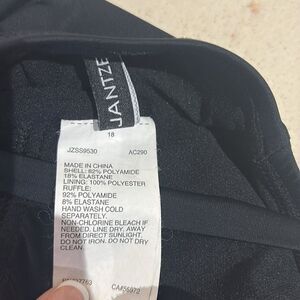 JANTZE
18
JZSS9530 AC290
MADE IN CHINA
SHELL: 82% POLYAMIDE
18% ELASTANE
LINING: 100% POLYESTER
RUFFLE:
92% POLYAMIDE
8% ELASTANE
HAND WASH COLD
SEPARATELY.
NON-CHLORINE BLEACH IF
NEEDED. LINE DRY. AWAY
FROM DIRECT SUNLIGHT.
DO NOT IRON. DO NOT
TUMBLE DRY.